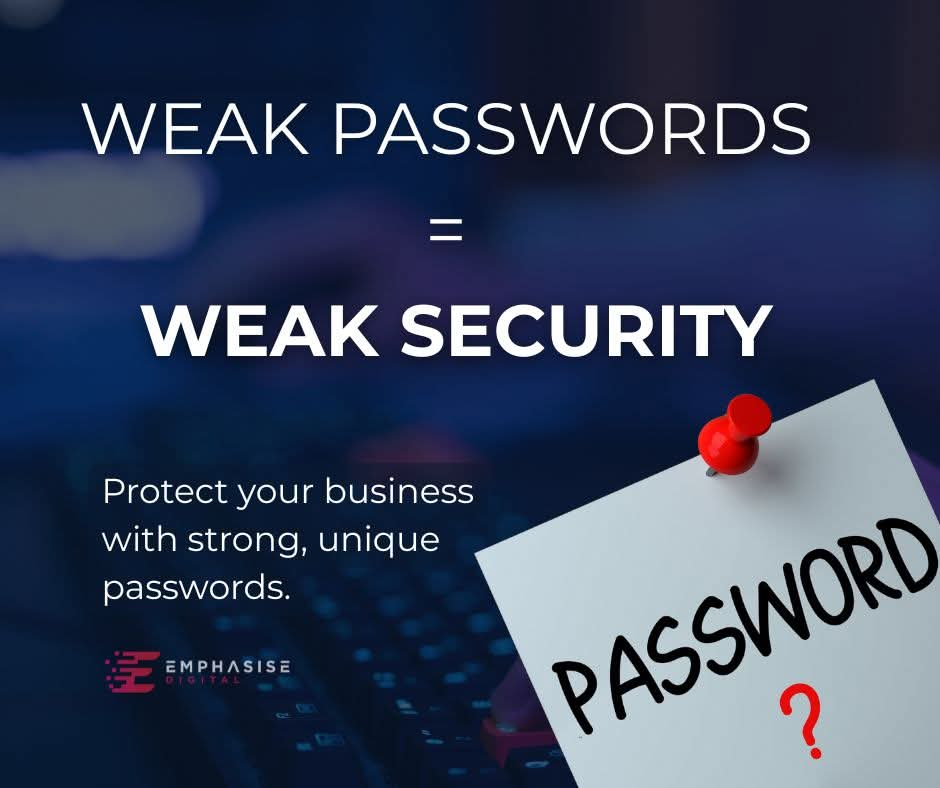 WEAK PASSWORDS
=
WEAK SECURITY
Protect your business
with strong, unique
passwords.
EMPHASISE
DIGITAL
PASSWORD
?